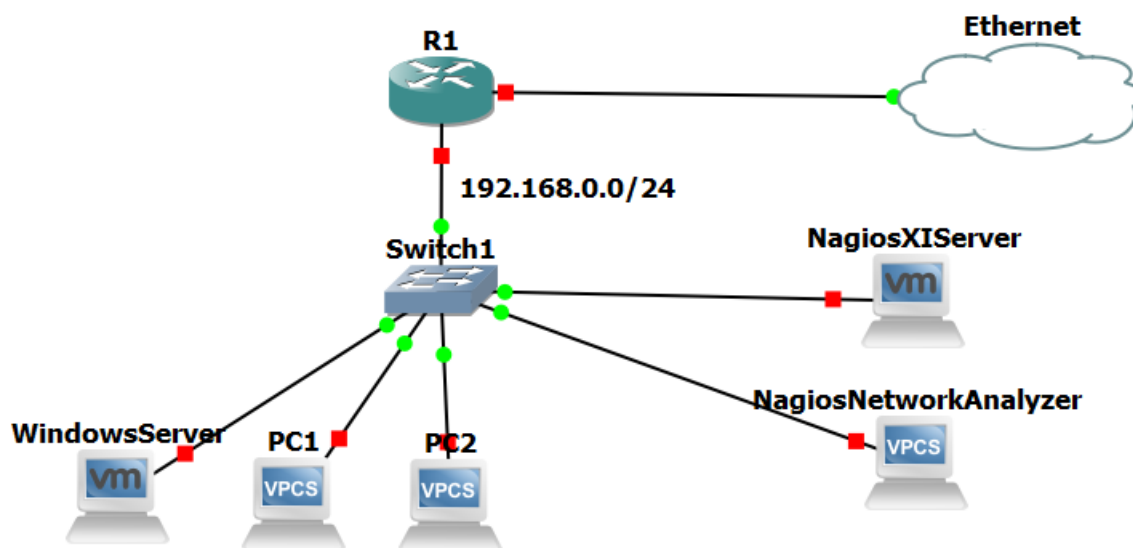 Ethernet
R1
192.168.0.0/24
Switch1
NagiosXIServer
vm
NagiosNetworkAnalyzer
VPCS
WindowsServer
vm
PC1
VPCS
PC2
VPCS